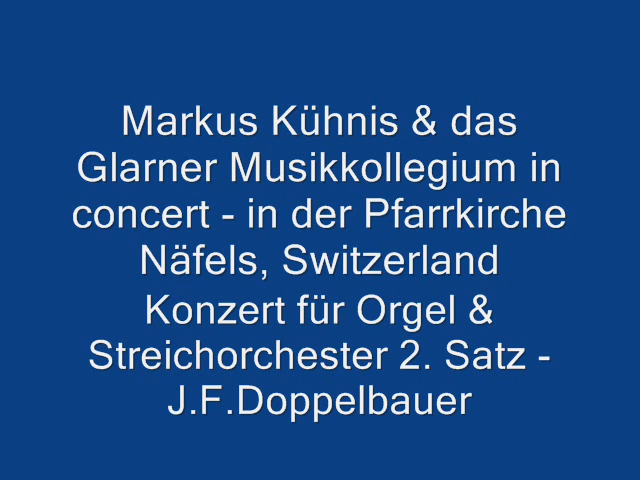 Markus Kühnis & das
Glarner Musikkollegium in
concert - in der Pfarrkirche
Näfels, Switzerland
Konzert für Orgel &
Streichorchester 2. Satz -
J.F.Doppelbauer